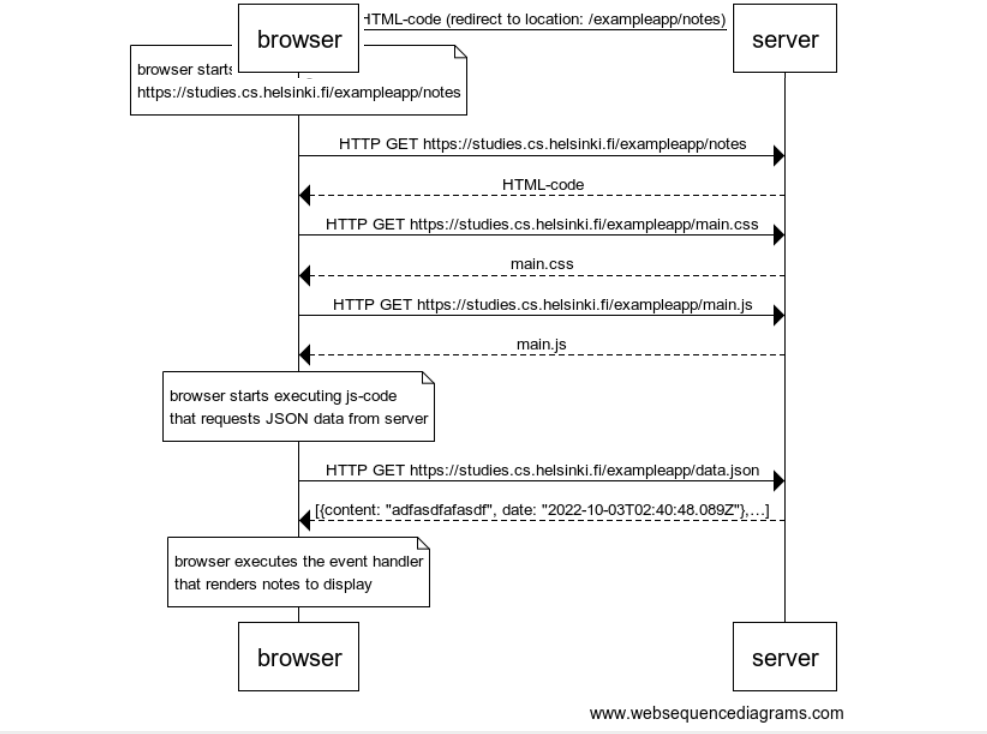 HTML-code (redirect to location: /exampleapp/notes)
browser
server
browser starts
https://studies.cs.helsinki.fi/exampleapp/notes
HTTP GET https://studies.cs.helsinki.fi/exampleapp/notes
HTML-code
HTTP GET https://studies.cs.helsinki.fi/exampleapp/main.css
main.css
HTTP GET https://studies.cs.helsinki.fi/exampleapp/main.js
main.js
browser starts executing js-code
that requests JSON data from server
HTTP GET https://studies.cs.helsinki.fi/exampleapp/data.json
[{content: "adfasdfafasdf", date: "2022-10-03T02:40:48.089Z"},...]
browser executes the event handler
that renders notes to display
browser
server
www.websequencediagrams.com